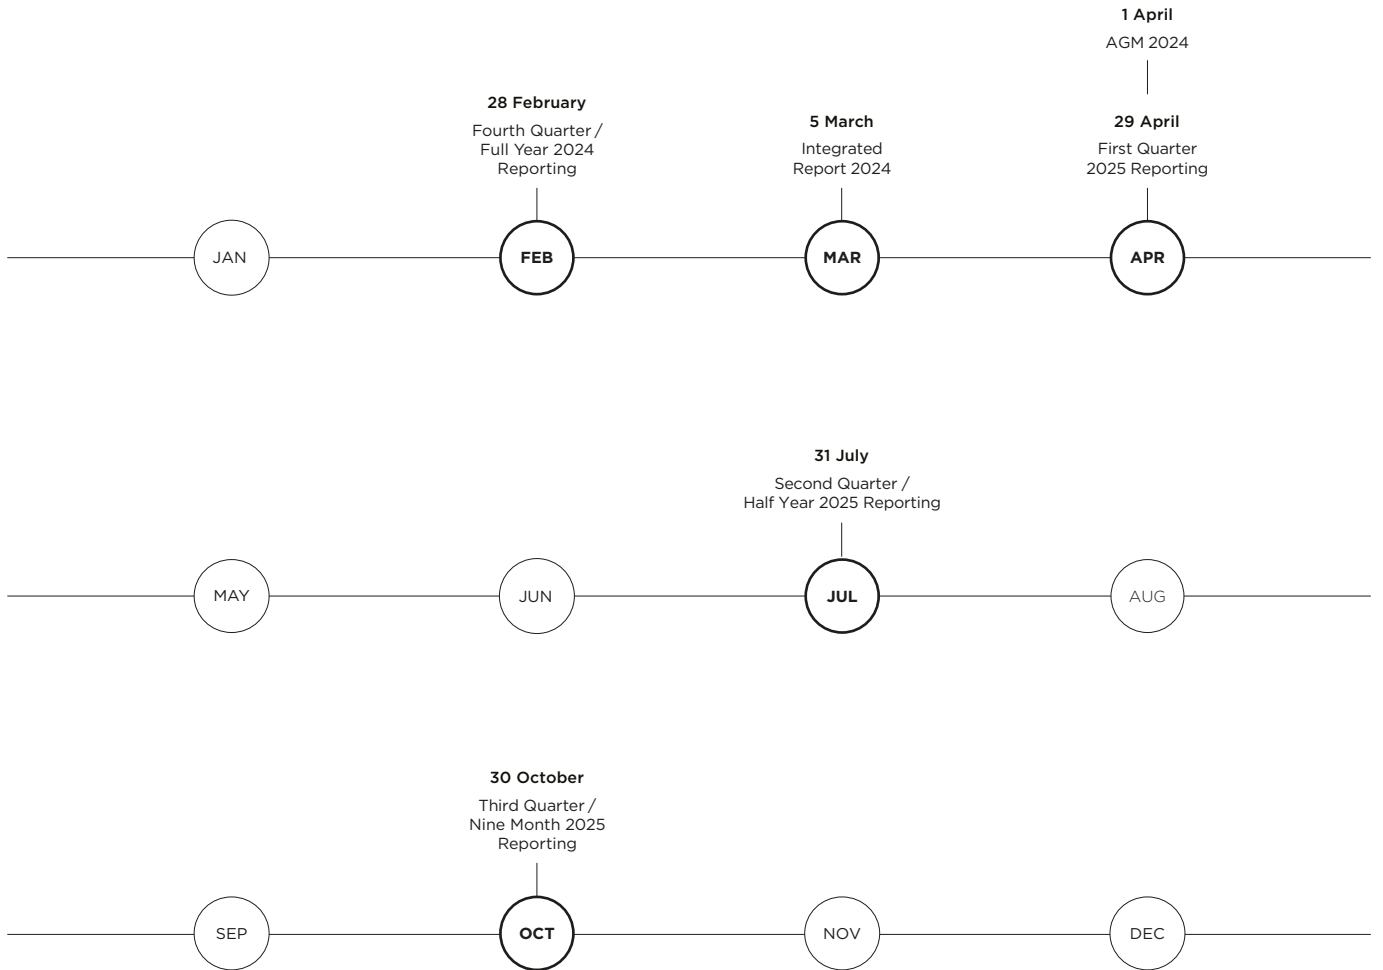 1 April
AGM 2024
28 February
Fourth Quarter /
Full Year 2024
Reporting
5 March
Integrated
Report 2024
29 April
First Quarter
2025 Reporting
JAN
FEB
MAR
APR
31 July
Second Quarter /
Half Year 2025 Reporting
MAY
JUN
JUL
AUG
30 October
Third Quarter /
Nine Month 2025
Reporting
SEP
OCT
NOV
DEC